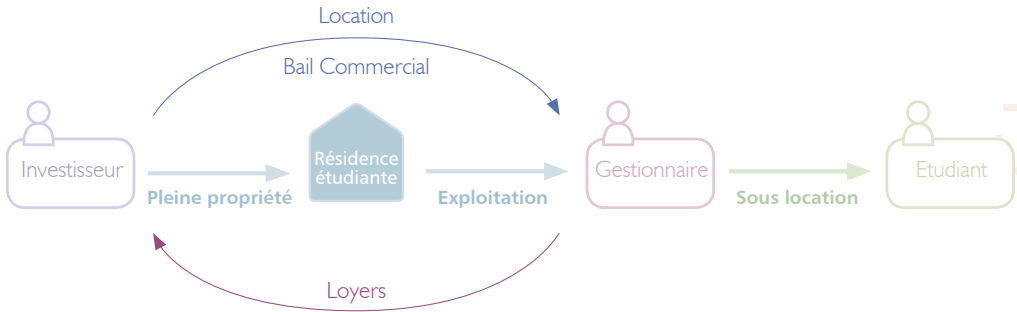 Location
Bail Commercial
Investisseur
Pleine propriété
Résidence
étudiante
Exploitation
Gestionnaire
Sous location
Etudiant
Loyers